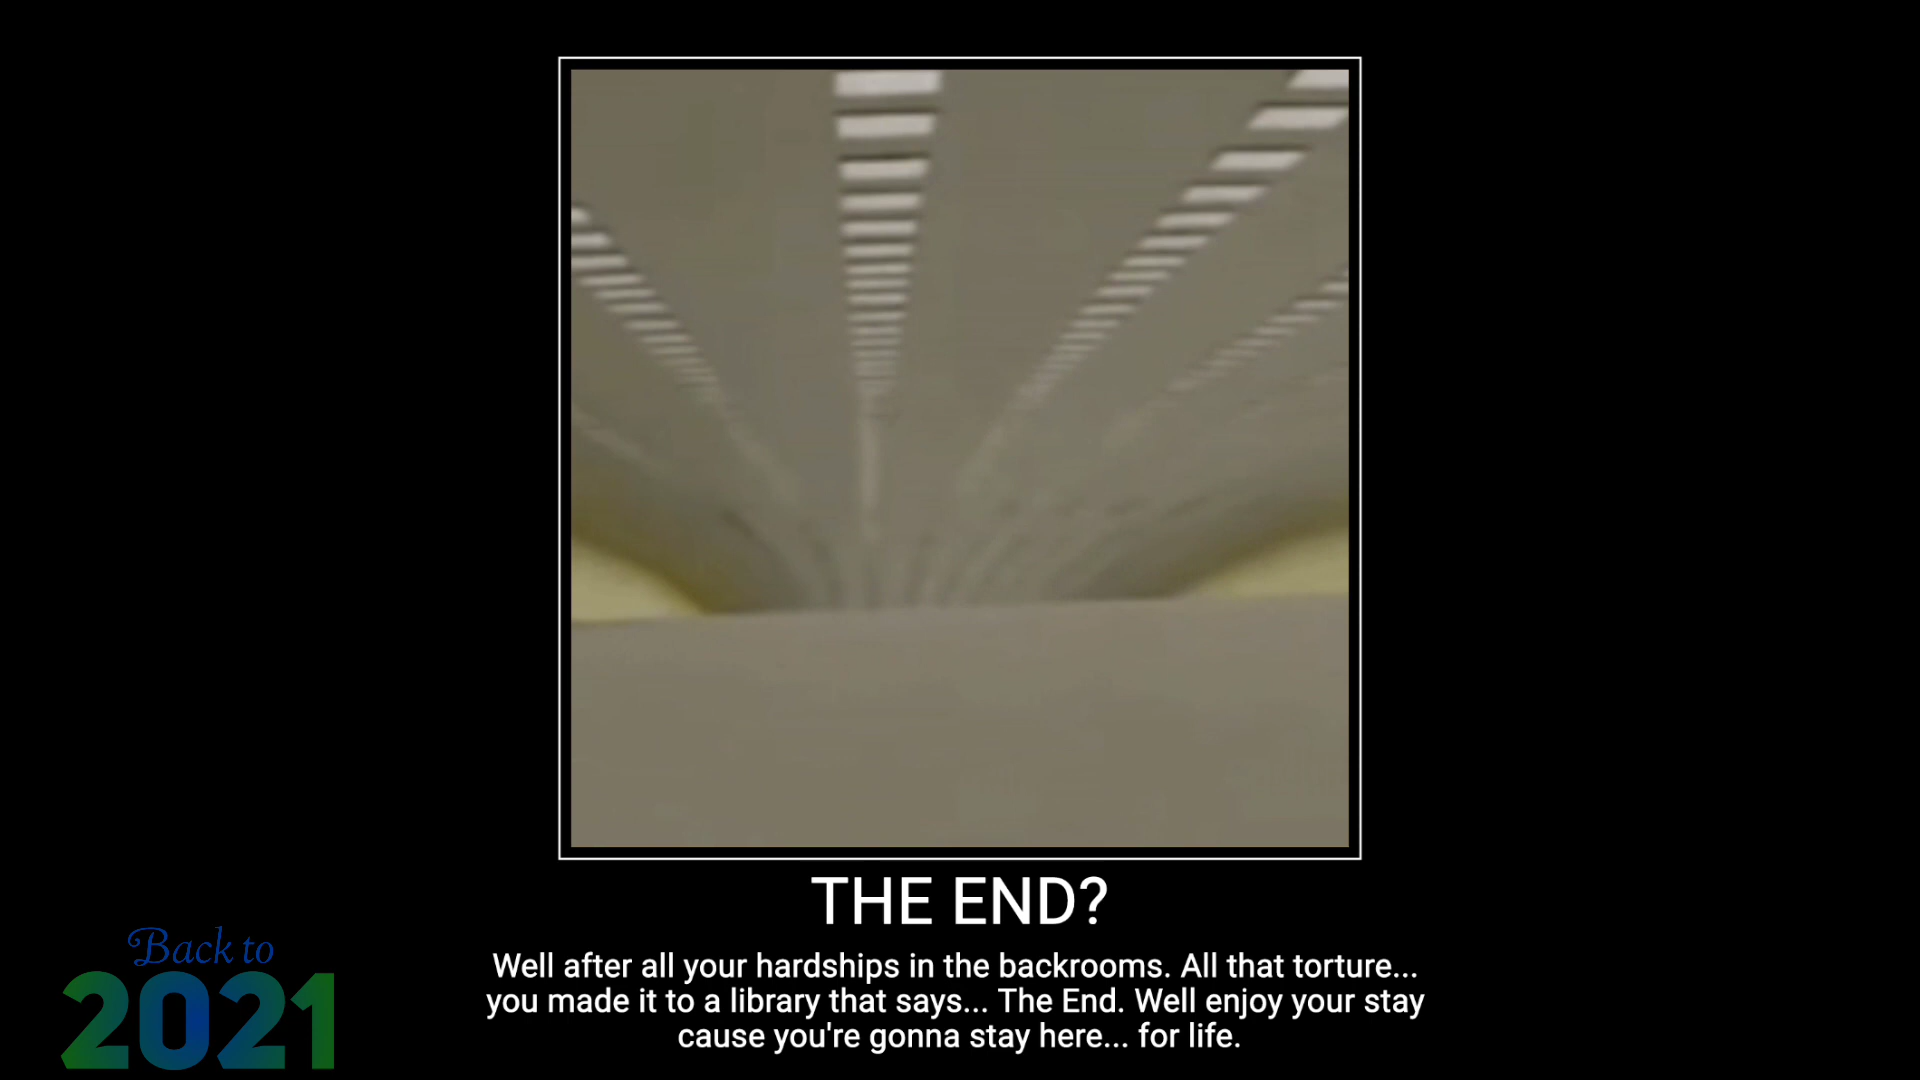 THE END?
Well after all your hardships in the backrooms. All that torture...
you made it to a library that says... The End. Well enjoy your stay
cause you're gonna stay here... for life.
Back to
2021